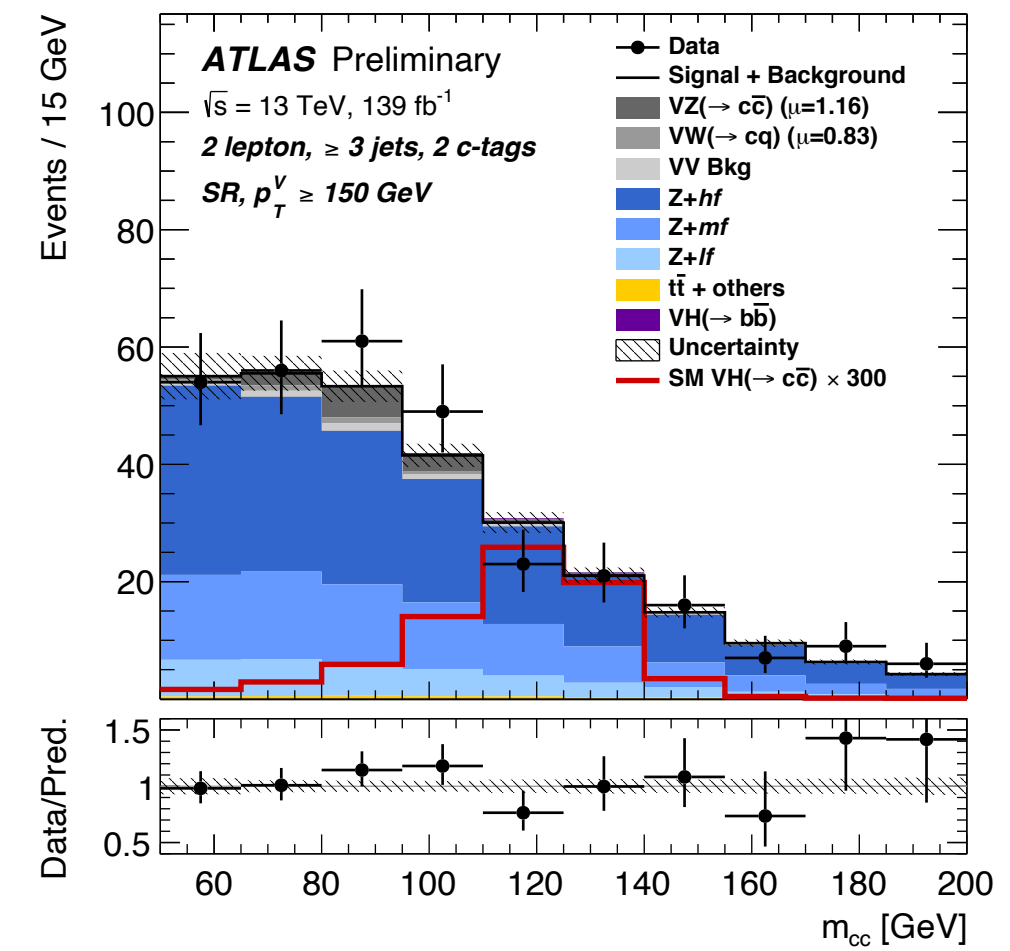 Events / 15 GeV
100
80
60
40
20
ATLAS Preliminary
√s = 13 TeV, 139 fb⁻¹
2 lepton, ≥ 3 jets, 2 c-tags
SR, p_T^V ≥ 150 GeV
Data
Signal + Background
VZ(→ cc̅) (μ=1.16)
VW(→ cq) (μ=0.83)
VV Bkg
Z+hf
Z+mf
Z+lf
tt̅ + others
VH(→ bb̅)
Uncertainty
SM VH(→ cc̅) × 300
Data/Pred.
1.5
1
0.5
60 80 100 120 140 160 180 200
m_cc [GeV]